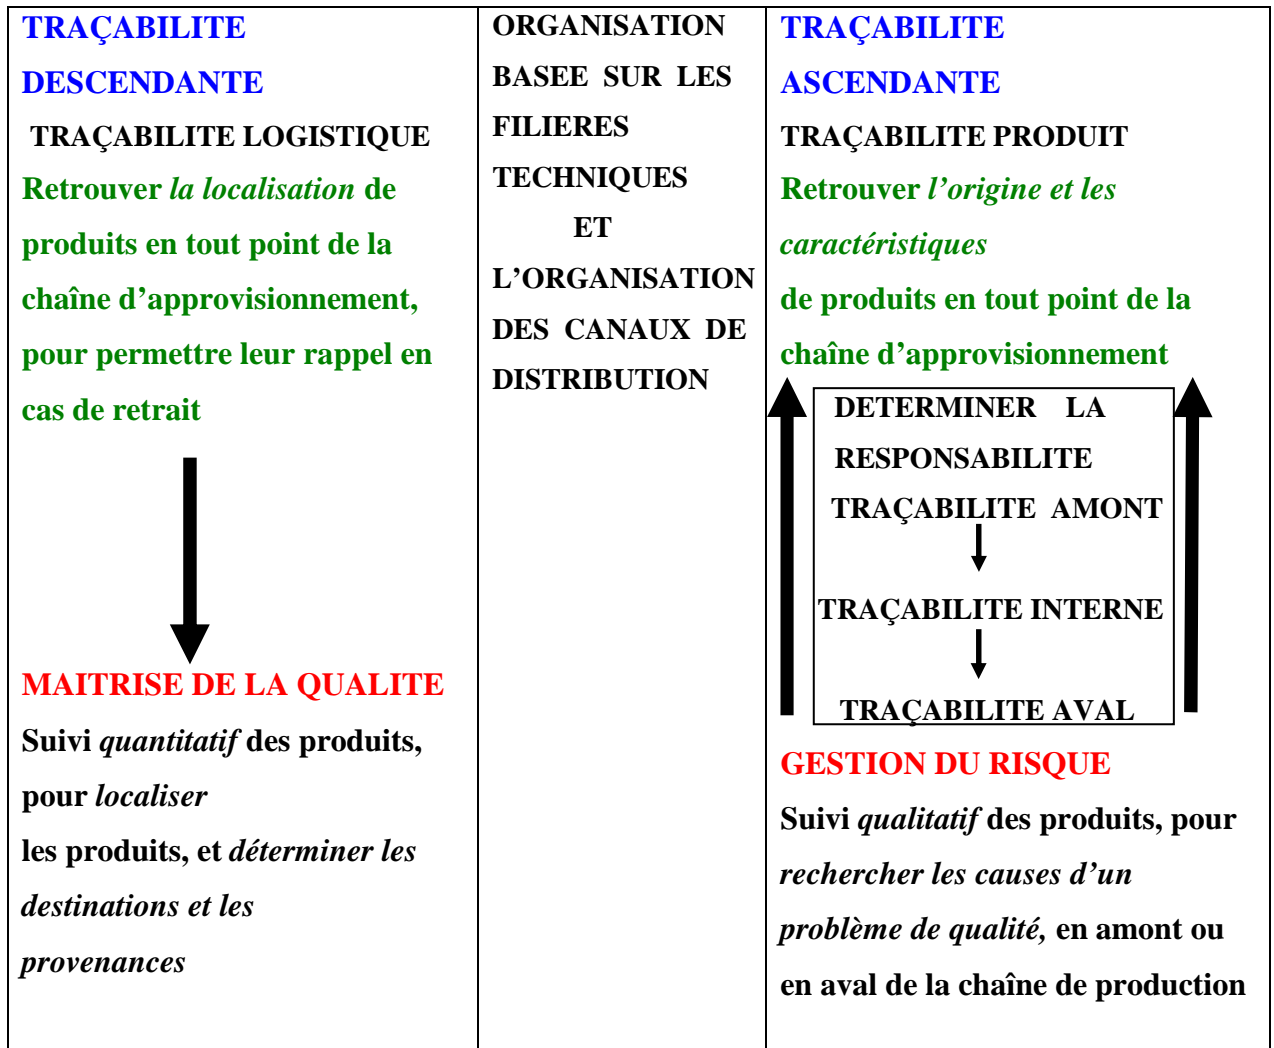 TRAÇABILITE
DESCENDANTE
TRAÇABILITE LOGISTIQUE
Retrouver la localisation de
produits en tout point de la
chaîne d’approvisionnement,
pour permettre leur rappel en
cas de retrait
MAITRISE DE LA QUALITE
Suivi quantitatif des produits,
pour localiser
les produits, et déterminer les
destinations et les
provenances
ORGANISATION
BASEE SUR LES
FILIERES
TECHNIQUES
ET
L’ORGANISATION
DES CANAUX DE
DISTRIBUTION
TRAÇABILITE
ASCENDANTE
TRAÇABILITE PRODUIT
Retrouver l’origine et les
caractéristiques
de produits en tout point de la
chaîne d’approvisionnement
DETERMINER LA
RESPONSABILITE
TRAÇABILITE AMONT
TRAÇABILITE INTERNE
TRAÇABILITE AVAL
GESTION DU RISQUE
Suivi qualitatif des produits, pour
rechercher les causes d’un
problème de qualité, en amont ou
en aval de la chaîne de production